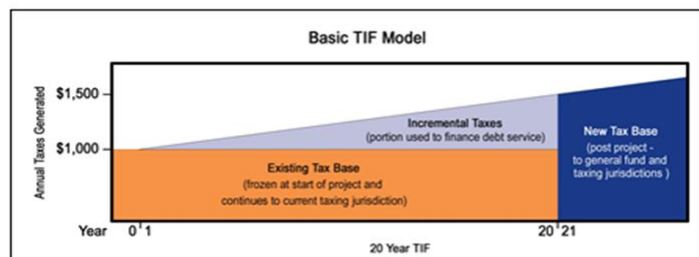 Basic TIF Model
Annual Taxes Generated
$1,500
$1,000
Incremental Taxes
(portion used to finance debt service)
New Tax Base
(post project -
to general fund and
taxing jurisdictions )
Existing Tax Base
(frozen at start of project and
continues to current taxing jurisdiction)
Year 0 1 20 21
20 Year TIF